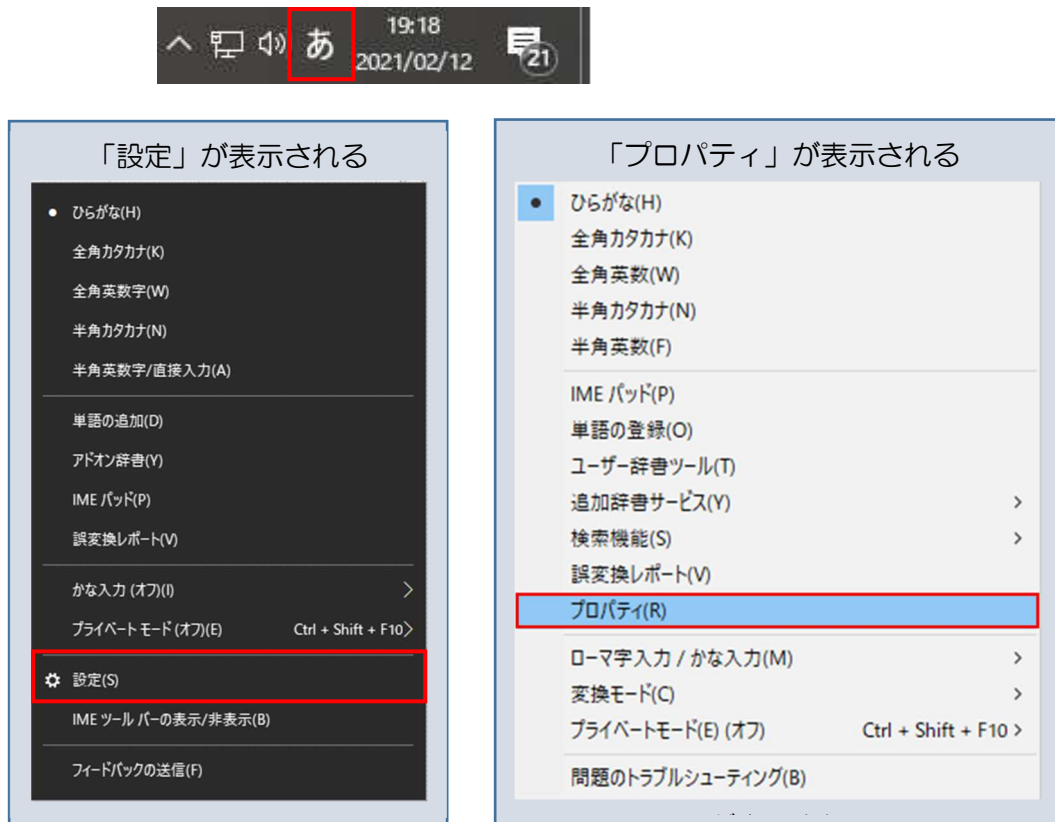 あ
19:18
2021/02/12
21
「設定」が表示される
ひらがな(H)
全角カタカナ(K)
全角英数字(W)
半角カタカナ(N)
半角英数字/直接入力(A)
単語の追加(D)
アドオン辞書(Y)
IME パッド(P)
誤変換レポート(V)
かな入力 (オフ)(I)
プライベート モード (オフ)(E) Ctrl + Shift + F10
設定(S)
IME ツール バーの表示/非表示(B)
フィードバックの送信(F)
「プロパティ」が表示される
ひらがな(H)
全角カタカナ(K)
全角英数(W)
半角カタカナ(N)
半角英数(F)
IME パッド(P)
単語の登録(O)
ユーザー辞書ツール(T)
追加辞書サービス(Y)
検索機能(S)
誤変換レポート(V)
プロパティ(R)
ローマ字入力 / かな入力(M)
変換モード(C)
プライベートモード(E) (オフ) Ctrl + Shift + F10
問題のトラブルシューティング(B)